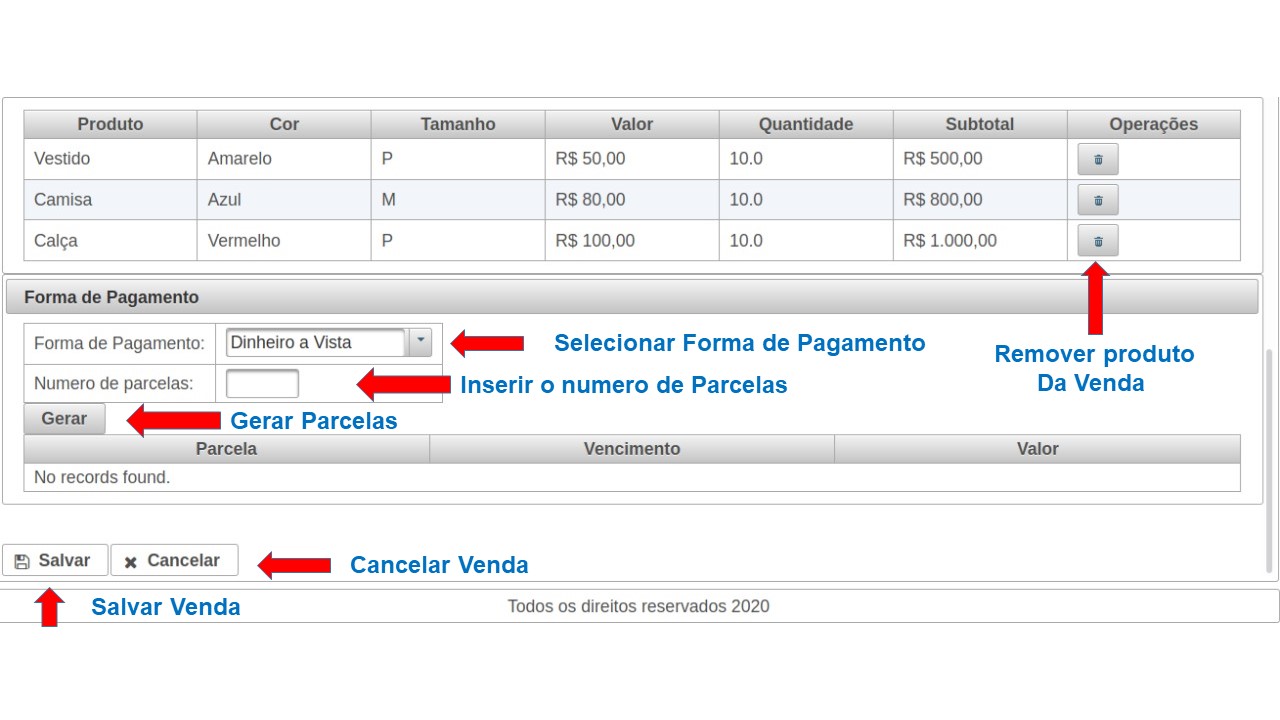 Produto Cor Tamanho Valor Quantidade Subtotal Operações
Vestido Amarelo P R$ 50,00 10.0 R$ 500,00
Camisa Azul M R$ 80,00 10.0 R$ 800,00
Calça Vermelho P R$ 100,00 10.0 R$ 1.000,00
Forma de Pagamento
Forma de Pagamento: Dinheiro a Vista Selecionar Forma de Pagamento
Remover produto
Da Venda
Numero de parcelas: Inserir o numero de Parcelas
Gerar Gerar Parcelas
Parcela Vencimento Valor
No records found.
Salvar Cancelar Cancelar Venda
Salvar Venda Todos os direitos reservados 2020